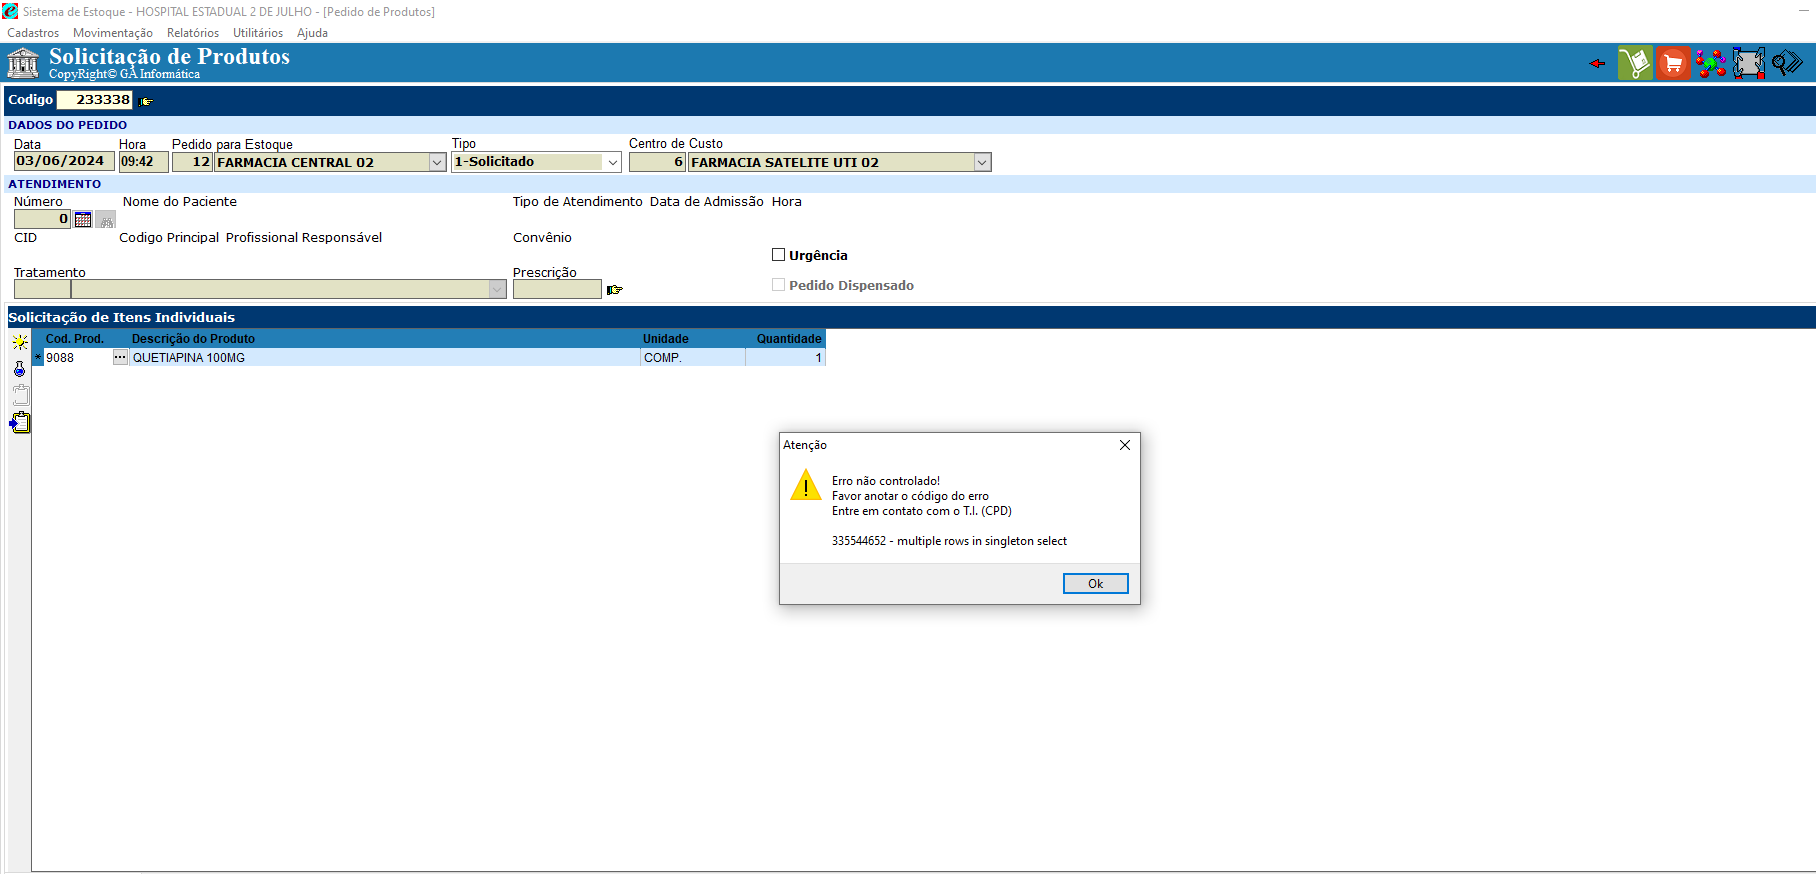 Sistema de Estoque - HOSPITAL ESTADUAL 2 DE JULHO - [Pedido de Produtos]
Cadastros Movimentação Relatórios Utilitários Ajuda
Solicitação de Produtos
CopyRight© GA Informática
Codigo 233338
DADOS DO PEDIDO
Data Hora Pedido para Estoque Tipo Centro de Custo
03/06/2024 09:42 12 FARMACIA CENTRAL 02 1-Solicitado 6 FARMACIA SATELITE UTI 02
ATENDIMENTO
Número Nome do Paciente Tipo de Atendimento Data de Admissão Hora
0
CID Codigo Principal Profissional Responsável Convênio
Urgência
Tratamento Prescrição
Pedido Dispensado
Solicitação de Itens Individuais
Cod. Prod. Descrição do Produto Unidade Quantidade
* 9088 ... QUETIAPINA 100MG COMP. 1
Atenção
Erro não controlado!
Favor anotar o código do erro
Entre em contato com o T.I. (CPD)
335544652 - multiple rows in singleton select
Ok